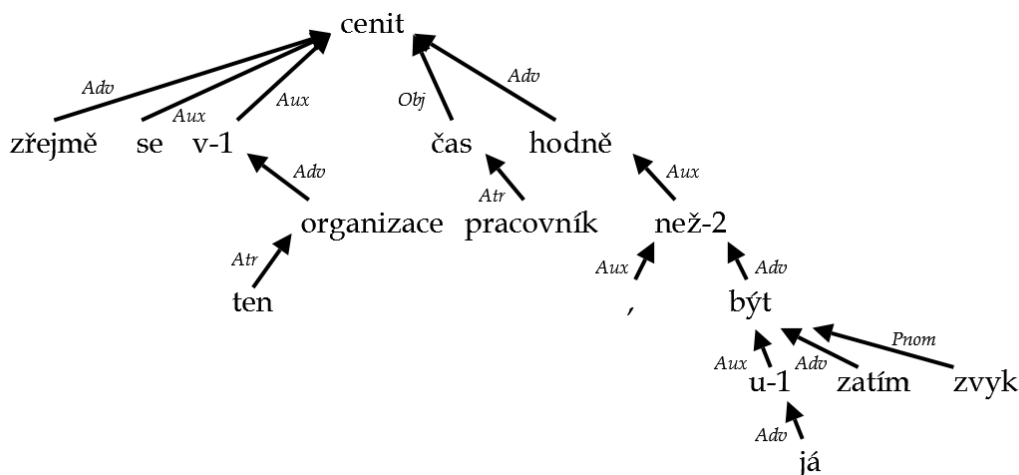 cenit
Adv Aux Aux Obj Adv
zřejmě se v-1 čas hodně
Adv Atr Aux
organizace pracovník než-2
Atr Aux Adv
ten , být
Aux Adv Pnom
u-1 zatím zvyk
Adv
já